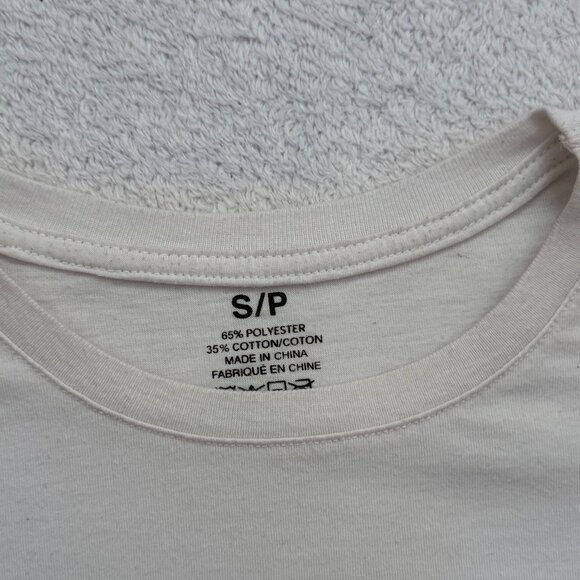 S/P
65% POLYESTER
35% COTTON/COTON
MADE IN CHINA
FABRIQUÉ EN CHINE